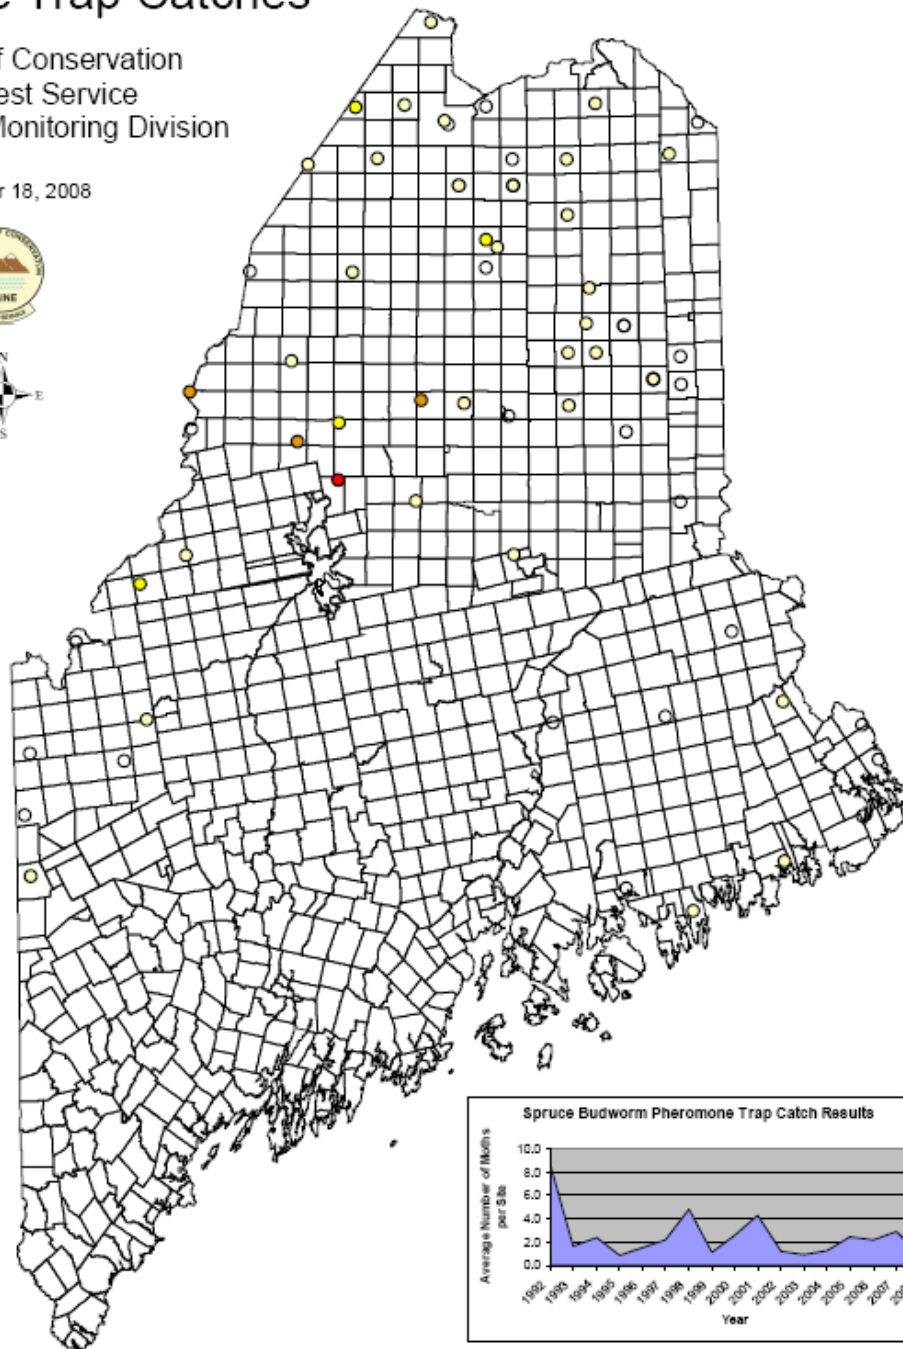 e Trap Catches
f Conservation
est Service
Monitoring Division
r 18, 2008
CONSERVATION
INE
N
E
S
Spruce Budworm Pheromone Trap Catch Results
Average Number of Moths
per Site
10.0
8.0
6.0
4.0
2.0
0.0
1992
1993
1994
1995
1996
1997
1998
1999
2000
2001
2002
2003
2004
2005
2006
2007
Year